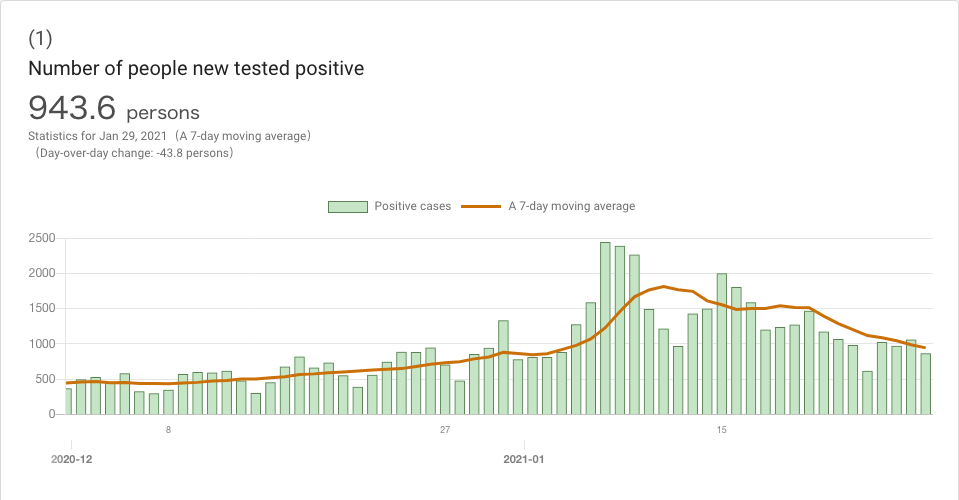 (1)
Number of people new tested positive
943.6 persons
Statistics for Jan 29, 2021（A 7-day moving average）
（Day-over-day change: -43.8 persons）
Positive cases A 7-day moving average
2500
2000
1500
1000
500
0
8 27 15
2020-12 2021-01